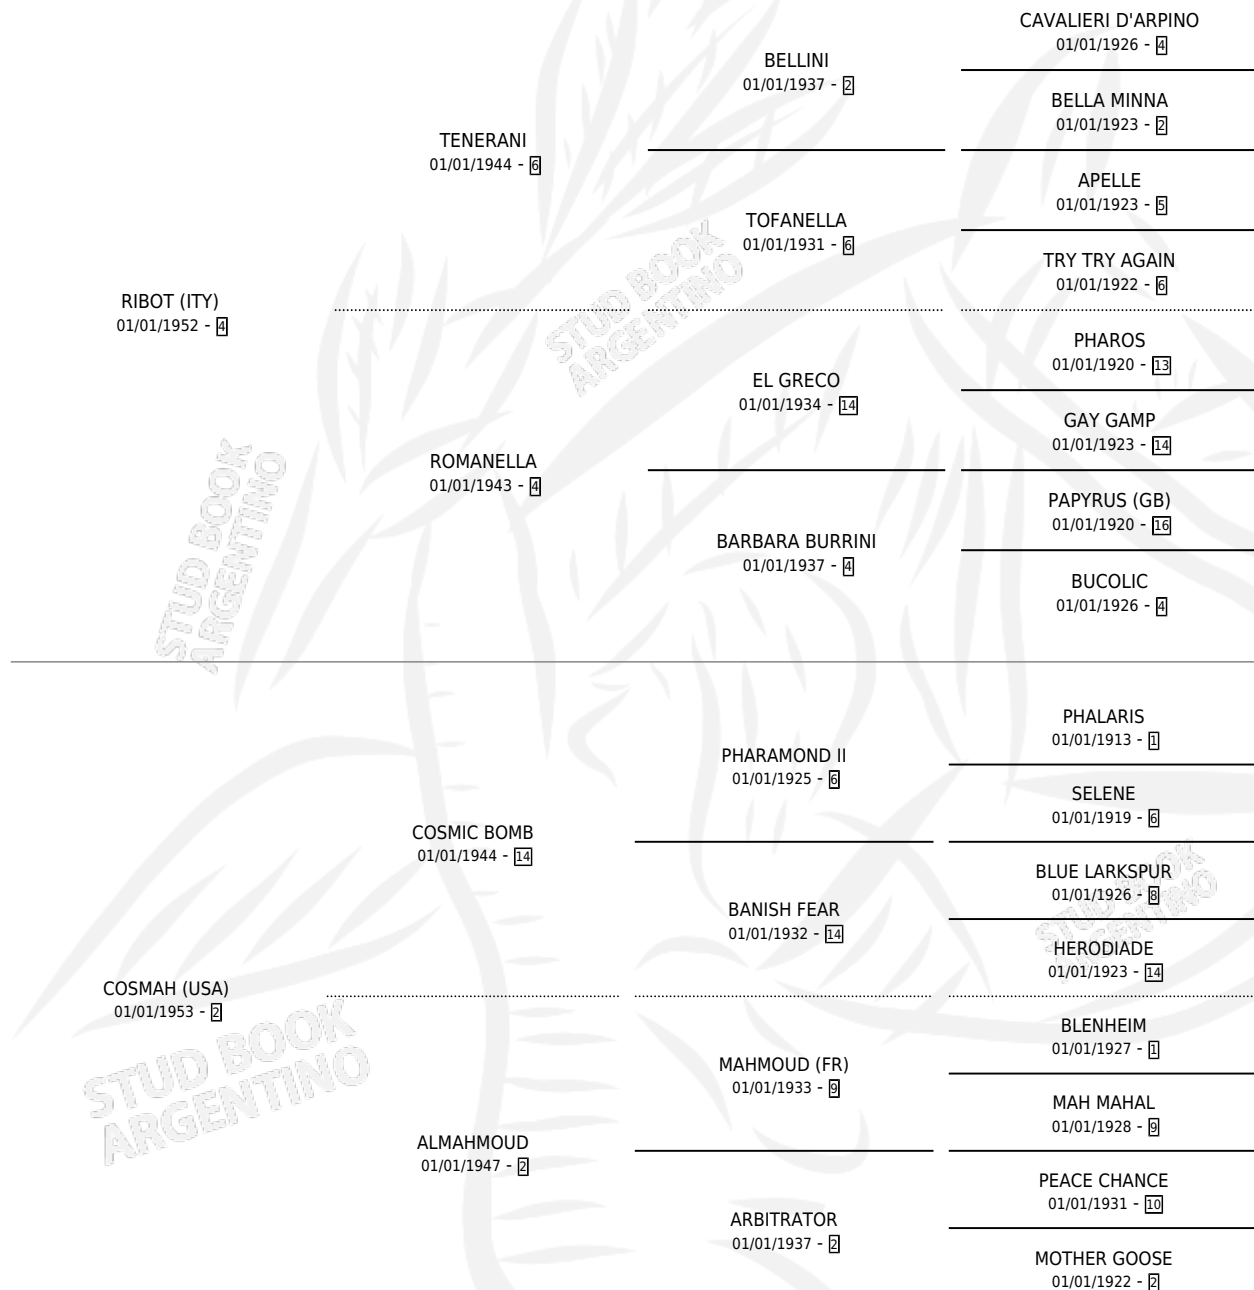 CAVALIERI D'ARPINO
01/01/1926 - 4
BELLINI
01/01/1937 - 2
BELLA MINNA
01/01/1923 - 2
TENERANI
01/01/1944 - 6
APELLE
01/01/1923 - 5
TOFANELLA
01/01/1931 - 6
TRY TRY AGAIN
01/01/1922 - 6
RIBOT (ITY)
01/01/1952 - 4
PHAROS
01/01/1920 - 13
EL GRECO
01/01/1934 - 14
GAY GAMP
01/01/1923 - 14
ROMANELLA
01/01/1943 - 4
PAPYRUS (GB)
01/01/1920 - 16
BARBARA BURRINI
01/01/1937 - 4
BUCOLIC
01/01/1926 - 4
PHALARIS
01/01/1913 - 1
PHARAMOND II
01/01/1925 - 6
SELENE
01/01/1919 - 6
COSMIC BOMB
01/01/1944 - 14
BLUE LARKSPUR
01/01/1926 - 8
BANISH FEAR
01/01/1932 - 14
HERODIADE
01/01/1923 - 14
COSMAH (USA)
01/01/1953 - 2
BLENHEIM
01/01/1927 - 1
MAHMOUD (FR)
01/01/1933 - 9
MAH MAHAL
01/01/1928 - 9
ALMAHMOUD
01/01/1947 - 2
PEACE CHANCE
01/01/1931 - 10
ARBITRATOR
01/01/1937 - 2
MOTHER GOOSE
01/01/1922 - 2
STUD BOOK
ARGENTINO
STUD BOOK
ARGENTINO
STUD BOOK
ARGENTINO
STUD BOOK
ARGENTINO